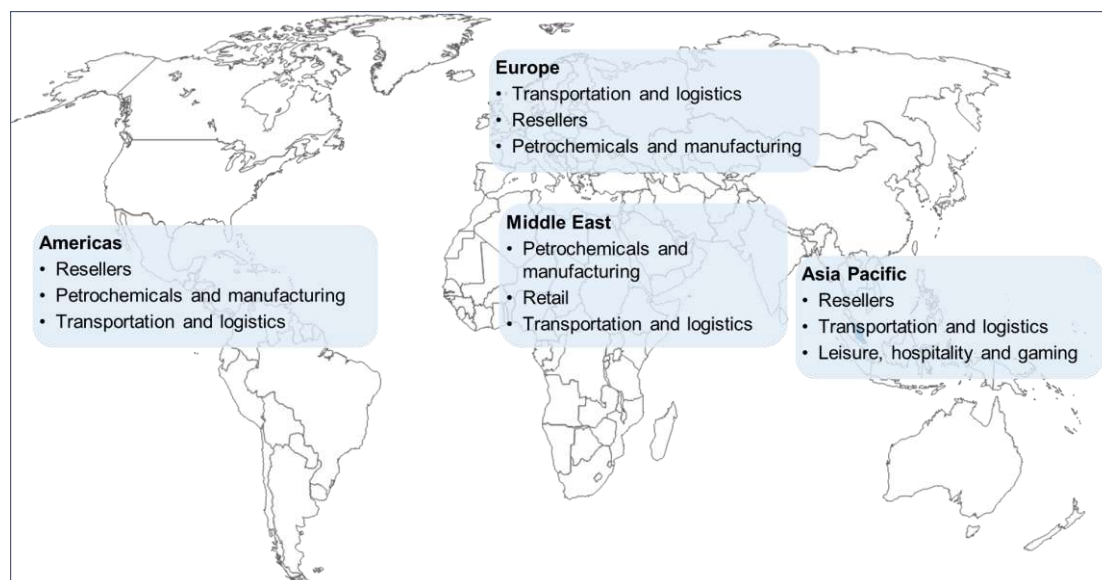 Europe
• Transportation and logistics
• Resellers
• Petrochemicals and manufacturing
Middle East
• Petrochemicals and
manufacturing
• Retail
• Transportation and logistics
Americas
• Resellers
• Petrochemicals and manufacturing
• Transportation and logistics
Asia Pacific
• Resellers
• Transportation and logistics
• Leisure, hospitality and gaming